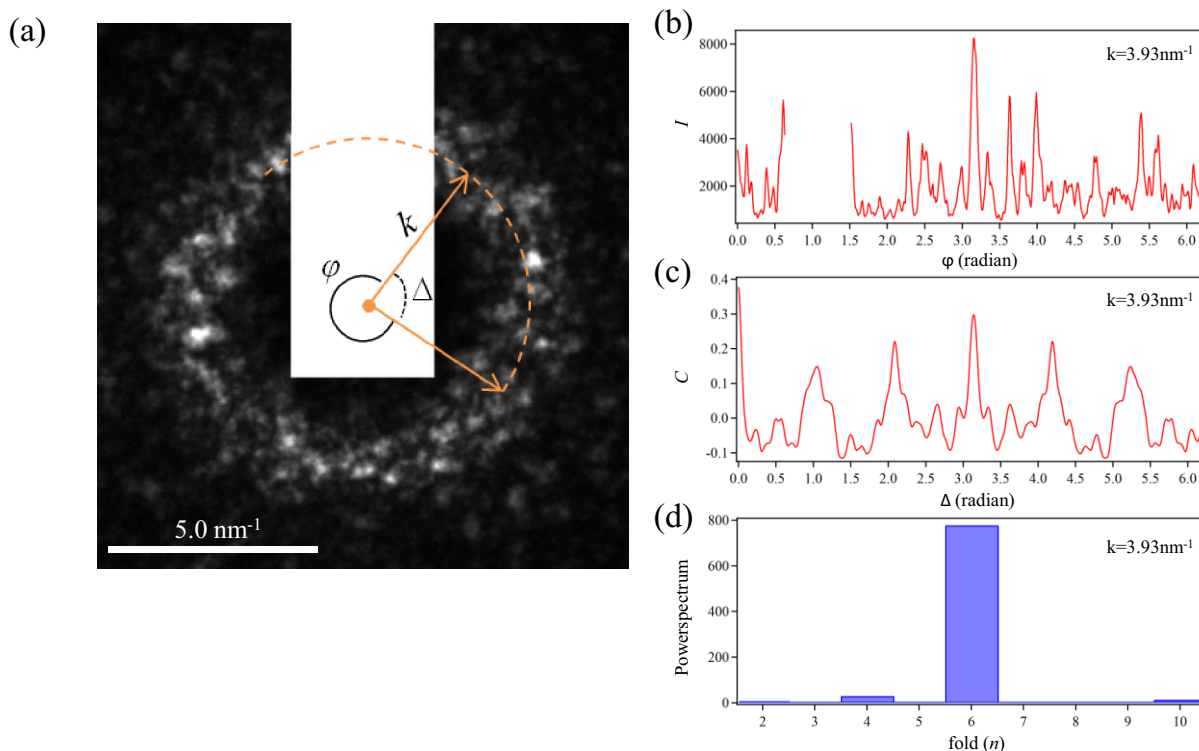 (a)
k
φ
Δ
5.0 nm-1
(b)
k=3.93nm-1
I
8000
6000
4000
2000
0.0 0.5 1.0 1.5 2.0 2.5 3.0 3.5 4.0 4.5 5.0 5.5 6.0
φ (radian)
(c)
k=3.93nm-1
C
0.4
0.3
0.2
0.1
0.0
-0.1
0.0 0.5 1.0 1.5 2.0 2.5 3.0 3.5 4.0 4.5 5.0 5.5 6.0
Δ (radian)
(d)
k=3.93nm-1
Powerspectrum
800
600
400
200
0
2 3 4 5 6 7 8 9 10
fold (n)